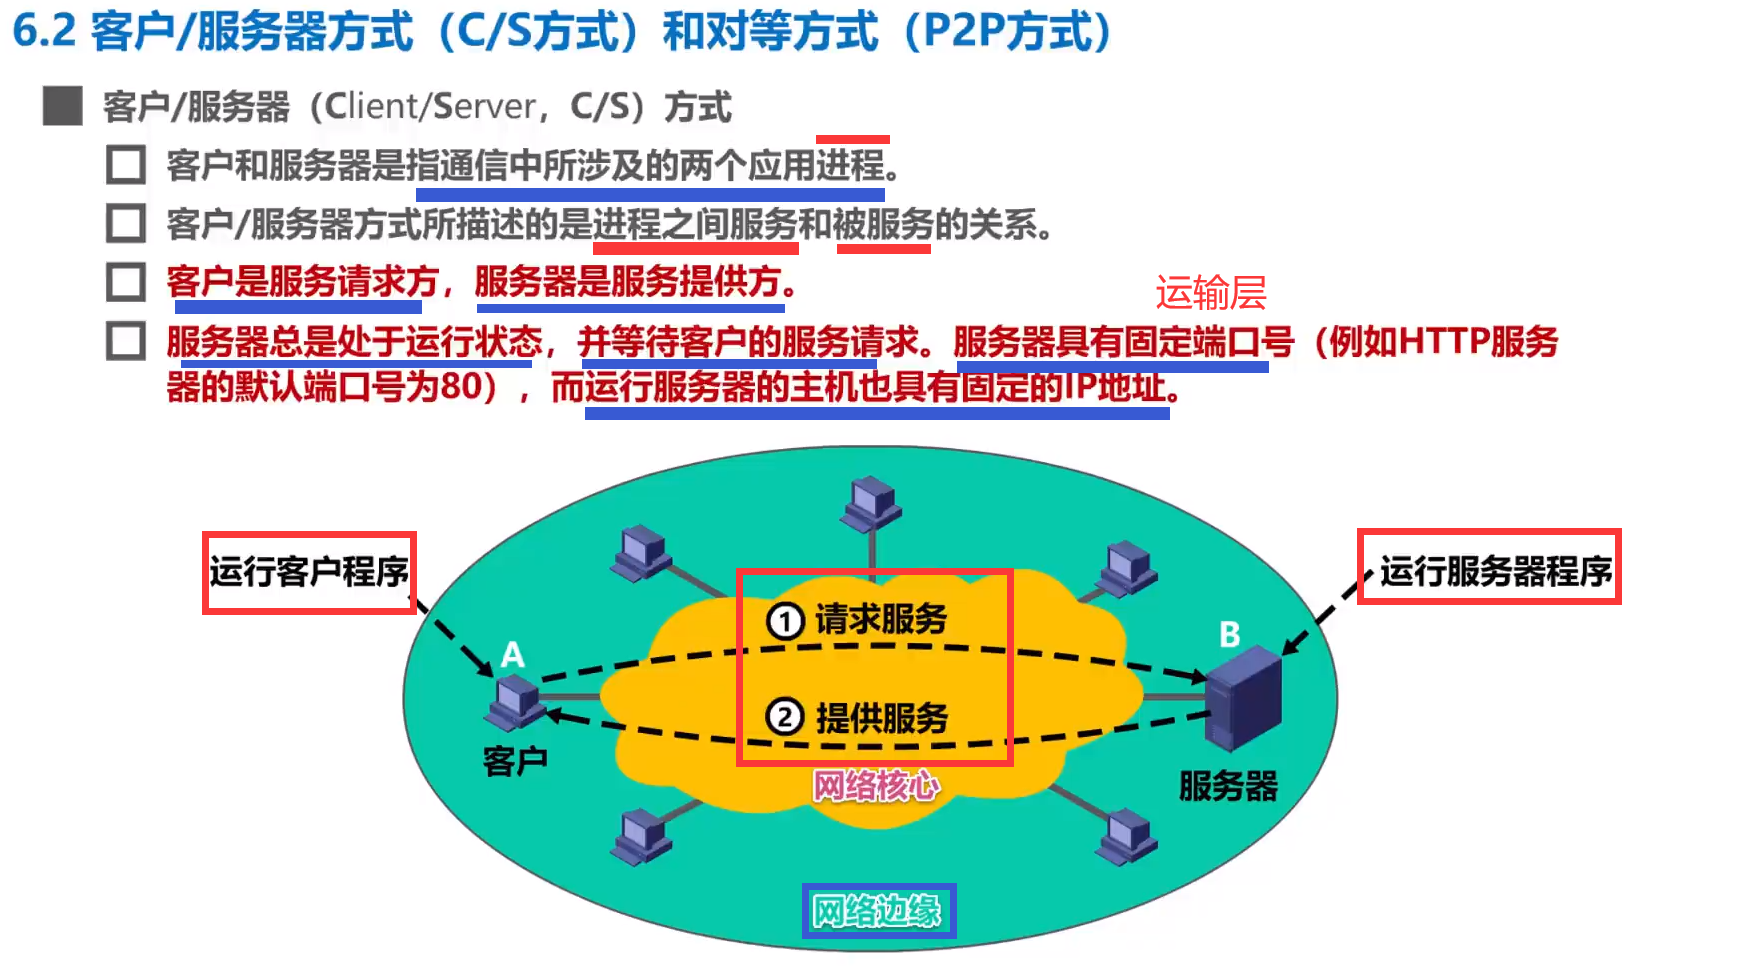 6.2 客户/服务器方式（C/S方式）和对等方式（P2P方式）
客户/服务器（Client/Server，C/S）方式
客户和服务器是指通信中所涉及的两个应用进程。
客户/服务器方式所描述的是进程之间服务和被服务的关系。
客户是服务请求方，服务器是服务提供方。
运输层
服务器总是处于运行状态，并等待客户的服务请求。服务器具有固定端口号（例如HTTP服务
器的默认端口号为80），而运行服务器的主机也具有固定的IP地址。
运行客户程序
运行服务器程序
① 请求服务
A
B
② 提供服务
客户
服务器
网络核心
网络边缘